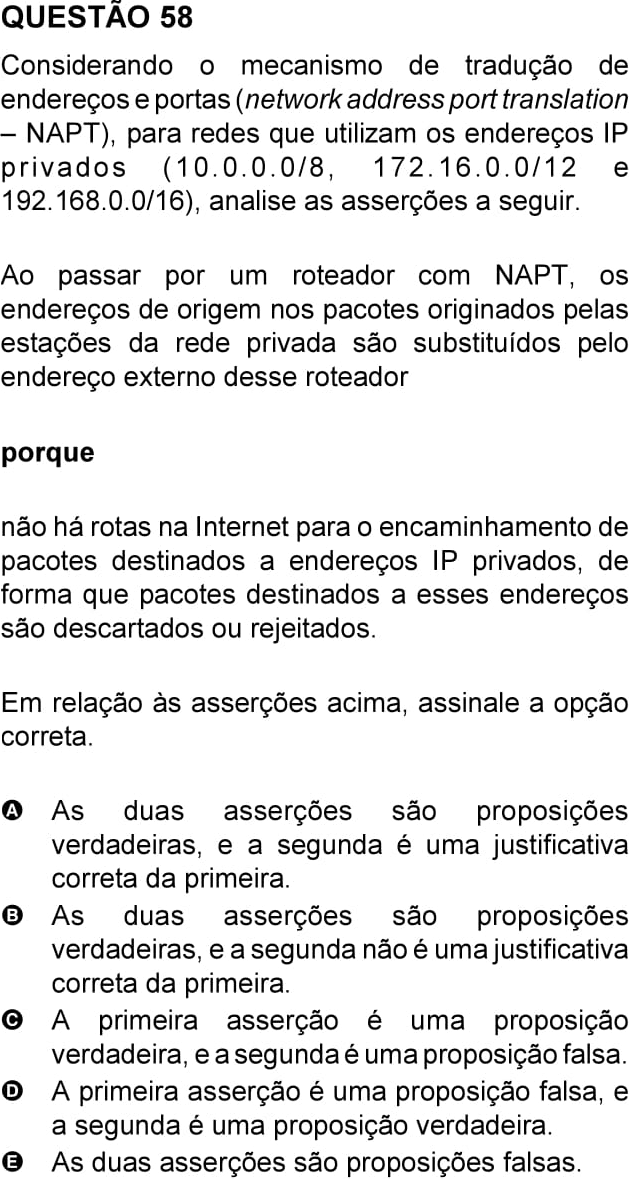 QUESTÃO 58
Considerando o mecanismo de tradução de
endereços e portas (network address port translation
– NAPT), para redes que utilizam os endereços IP
privados (10.0.0.0/8, 172.16.0.0/12 e
192.168.0.0/16), analise as asserções a seguir.
Ao passar por um roteador com NAPT, os
endereços de origem nos pacotes originados pelas
estações da rede privada são substituídos pelo
endereço externo desse roteador
porque
não há rotas na Internet para o encaminhamento de
pacotes destinados a endereços IP privados, de
forma que pacotes destinados a esses endereços
são descartados ou rejeitados.
Em relação às asserções acima, assinale a opção
correta.
A As duas asserções são proposições
verdadeiras, e a segunda é uma justificativa
correta da primeira.
B As duas asserções são proposições
verdadeiras, e a segunda não é uma justificativa
correta da primeira.
C A primeira asserção é uma proposição
verdadeira, e a segunda é uma proposição falsa.
D A primeira asserção é uma proposição falsa, e
a segunda é uma proposição verdadeira.
E As duas asserções são proposições falsas.